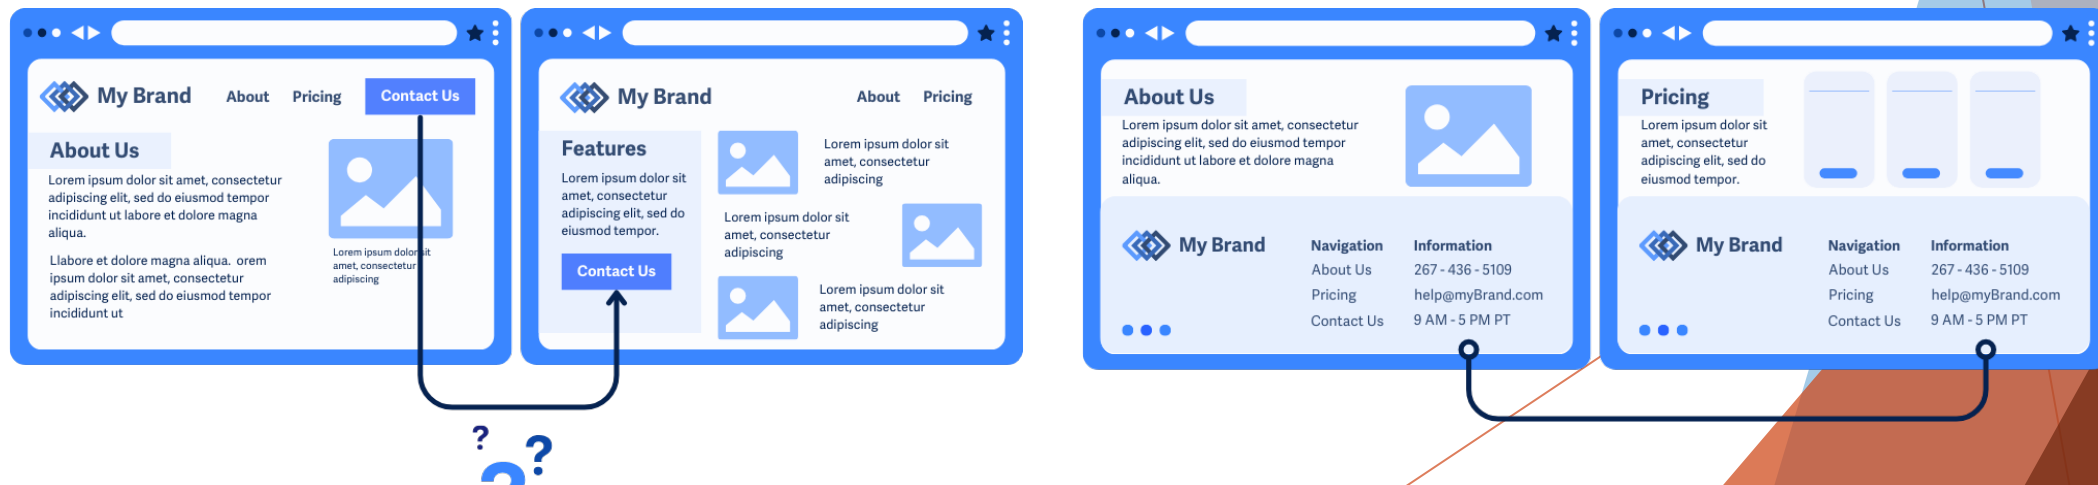 My Brand About Pricing Contact Us
About Us
Lorem ipsum dolor sit amet, consectetur
adipiscing elit, sed do eiusmod tempor
incididunt ut labore et dolore magna
aliqua.
Llabore et dolore magna aliqua. orem
ipsum dolor sit amet, consectetur
adipiscing elit, sed do eiusmod tempor
incididunt ut
Lorem ipsum dolor sit
amet, consectetur
adipiscing
My Brand About Pricing
Features
Lorem ipsum dolor sit
amet, consectetur
adipiscing elit, sed do
eiusmod tempor.
Contact Us
Lorem ipsum dolor sit
amet, consectetur
adipiscing
Lorem ipsum dolor sit
amet, consectetur
adipiscing
Lorem ipsum dolor sit
amet, consectetur
adipiscing
? ?
?
About Us
Lorem ipsum dolor sit amet, consectetur
adipiscing elit, sed do eiusmod tempor
incididunt ut labore et dolore magna
aliqua.
My Brand
Navigation
About Us
Pricing
Contact Us
Information
267 - 436 - 5109
help@myBrand.com
9 AM - 5 PM PT
Pricing
Lorem ipsum dolor sit
amet, consectetur
adipiscing elit, sed do
eiusmod tempor.
My Brand
Navigation
About Us
Pricing
Contact Us
Information
267 - 436 - 5109
help@myBrand.com
9 AM - 5 PM PT